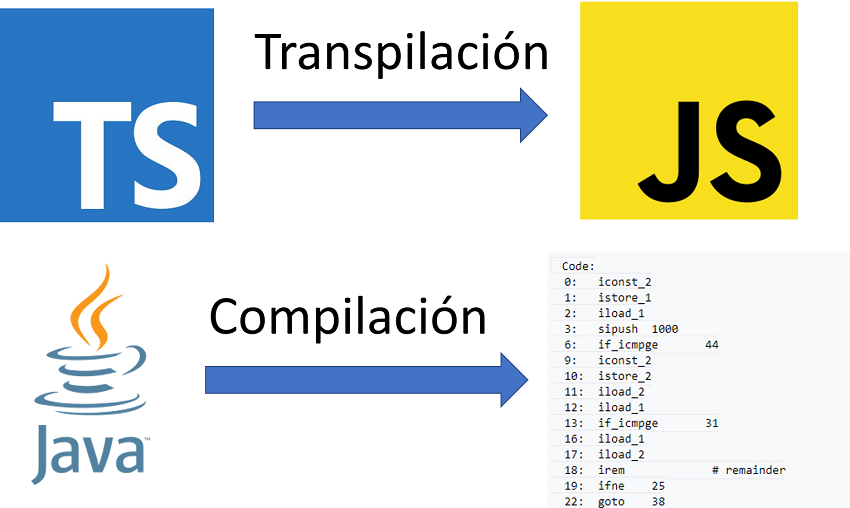 Transpilación
TS
JS
Compilación
Java™
Code:
0: iconst_2
1: istore_1
2: iload_1
3: sipush 1000
6: if_icmpge 44
9: iconst_2
10: istore_2
11: iload_2
12: iload_1
13: if_icmpge 31
16: iload_1
17: iload_2
18: irem # remainder
19: ifne 25
22: goto 38